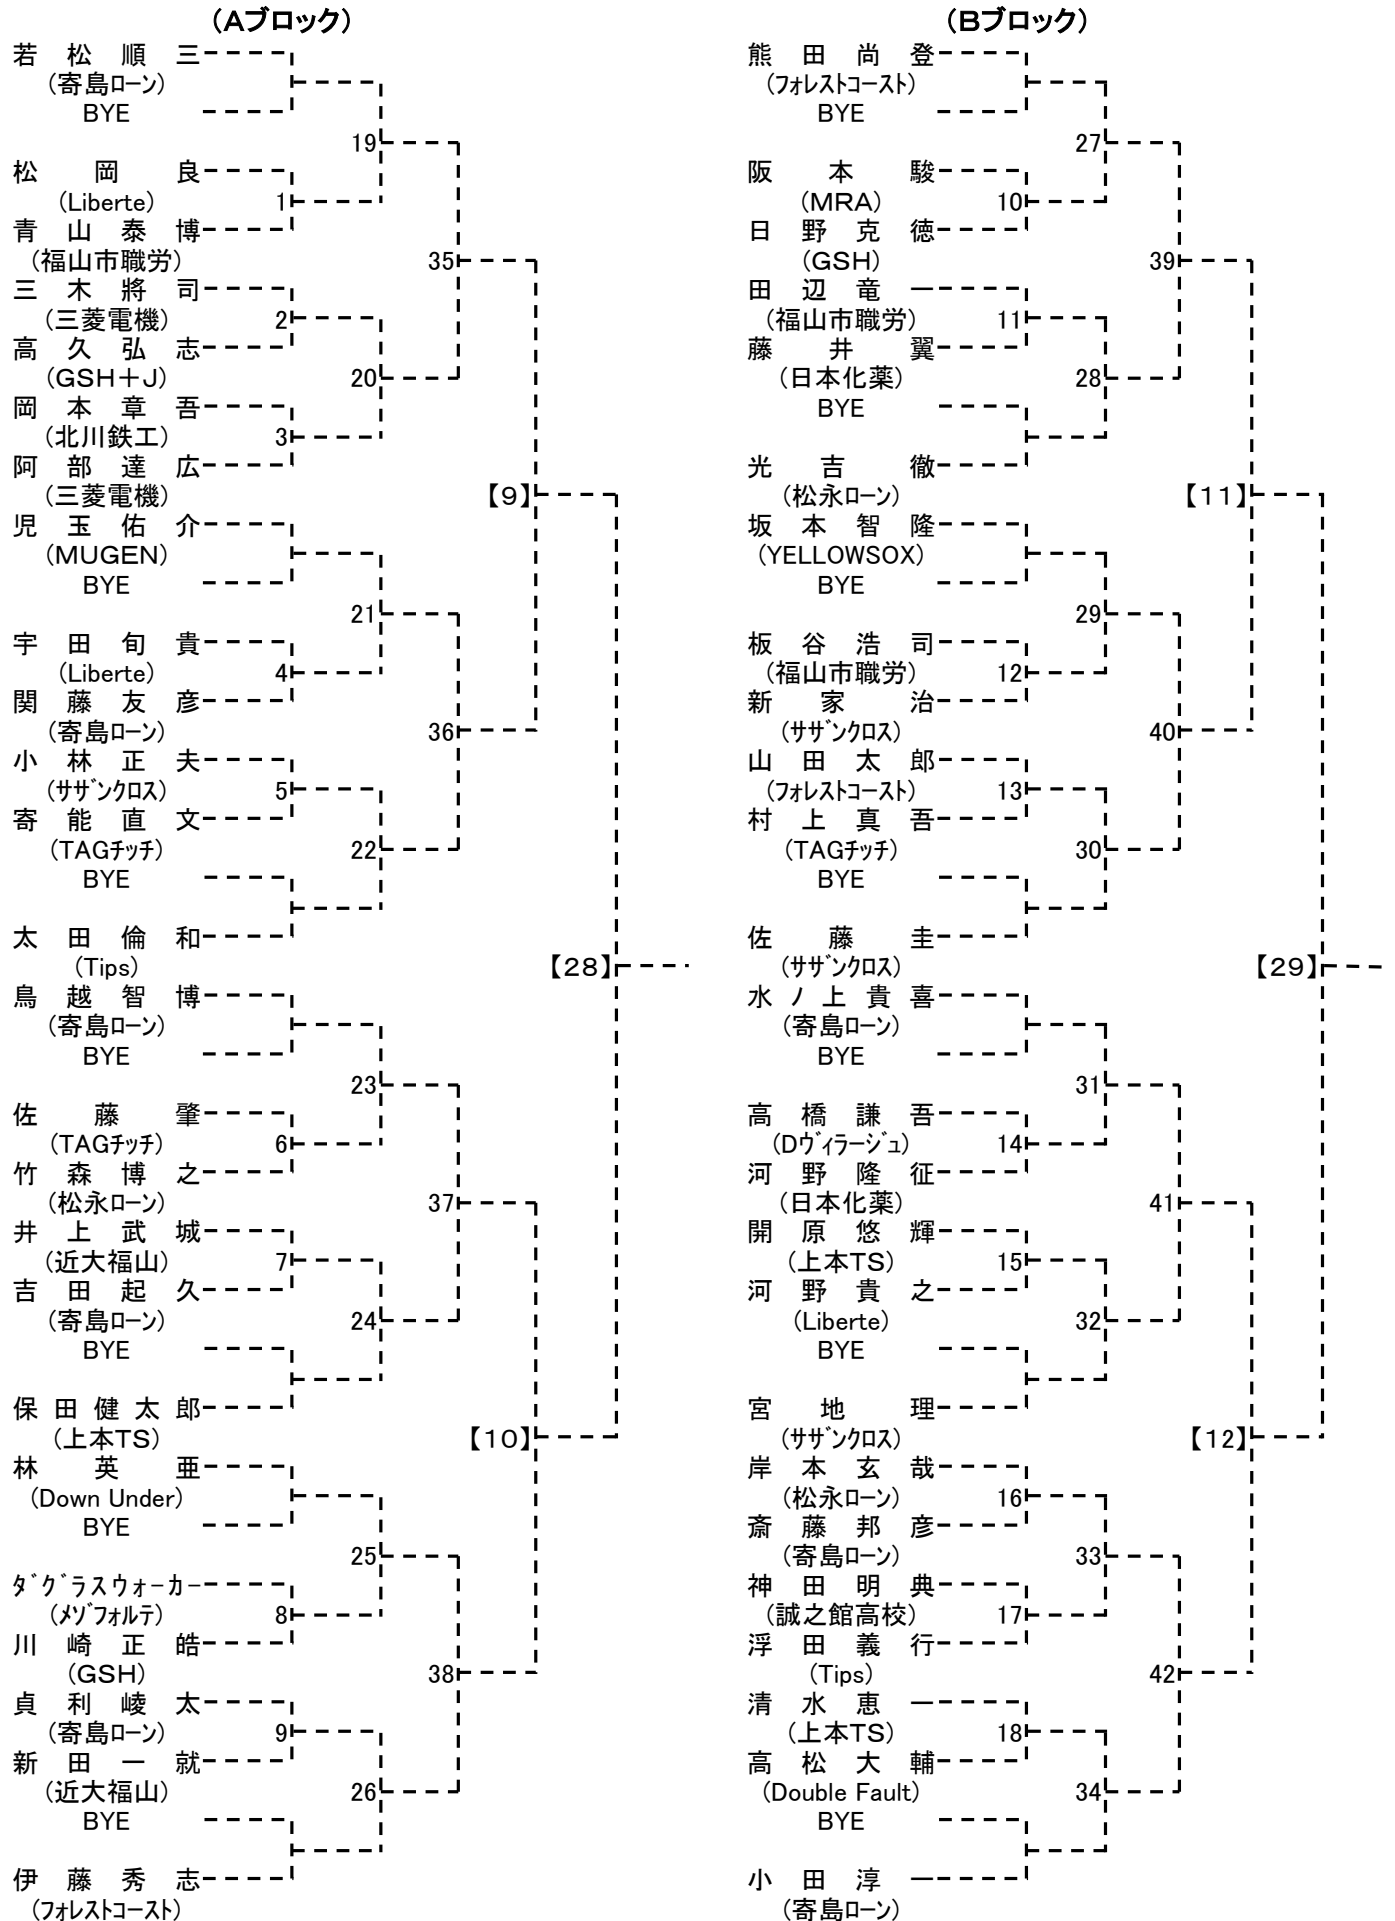 (Aブロック)
若松順三
(寄島ローン)
BYE
19
松岡良
(Liberte)
1
青山泰博
(福山市職労)
35
三木將司
(三菱電機)
2
高久弘志
(GSH+J)
20
岡本章吾
(北川鉄工)
3
阿部達広
(三菱電機)
【9】
児玉佑介
(MUGEN)
BYE
21
宇田旬貴
(Liberte)
4
関藤友彦
(寄島ローン)
36
小林正夫
(サザンクロス)
5
寄能直文
(TAGチッチ)
22
BYE
太田倫和
(Tips)
【28】
鳥越智博
(寄島ローン)
BYE
23
佐藤肇
(TAGチッチ)
6
竹森博之
(松永ローン)
37
井上武城
(近大福山)
7
吉田起久
(寄島ローン)
24
BYE
保田健太郎
(上本TS)
【10】
林英亜
(Down Under)
BYE
25
ダグラスウォーカー
(メゾフォルテ)
8
川崎正皓
(GSH)
38
貞利崚太
(寄島ローン)
9
新田一就
(近大福山)
26
BYE
伊藤秀志
(フォレストコースト)
(Bブロック)
熊田尚登
(フォレストコースト)
BYE
27
阪本駿
(MRA)
10
日野克徳
(GSH)
39
田辺竜一
(福山市職労)
11
藤井翼
(日本化薬)
28
BYE
光吉徹
(松永ローン)
【11】
坂本智隆
(YELLOWSOX)
BYE
29
板谷浩司
(福山市職労)
12
新家治
(サザンクロス)
40
山田太郎
(フォレストコースト)
13
村上真吾
(TAGチッチ)
30
BYE
佐藤圭
(サザンクロス)
【29】
水ノ上貴喜
(寄島ローン)
BYE
31
高橋謙吾
(Dヴィラージュ)
14
河野隆征
(日本化薬)
41
開原悠輝
(上本TS)
15
河野貴之
(Liberte)
32
BYE
宮地理
(サザンクロス)
【12】
岸本玄哉
(松永ローン)
16
斎藤邦彦
(寄島ローン)
33
神田明典
(誠之館高校)
17
浮田義行
(Tips)
42
清水恵一
(上本TS)
18
高松大輔
(Double Fault)
34
BYE
小田淳一
(寄島ローン)